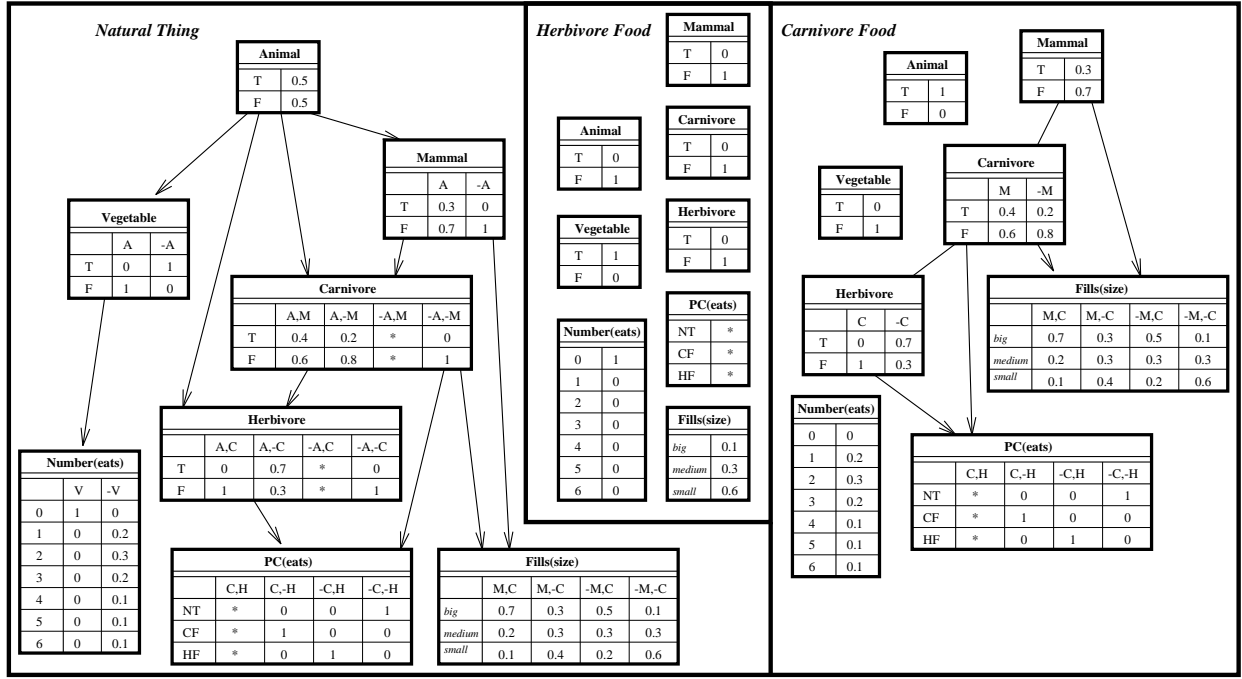 Natural Thing
Animal
T 0.5
F 0.5
Mammal
A -A
T 0.3 0
F 0.7 1
Vegetable
A -A
T 0 1
F 1 0
Carnivore
A,M A,-M -A,M -A,-M
T 0.4 0.2 * 0
F 0.6 0.8 * 1
Herbivore
A,C A,-C -A,C -A,-C
T 0 0.7 * 0
F 1 0.3 * 1
Number(eats)
V -V
0 1 0
1 0 0.2
2 0 0.3
3 0 0.2
4 0 0.1
5 0 0.1
6 0 0.1
PC(eats)
C,H C,-H -C,H -C,-H
NT * 0 0 1
CF * 1 0 0
HF * 0 1 0
Fills(size)
M,C M,-C -M,C -M,-C
big 0.7 0.3 0.5 0.1
medium 0.2 0.3 0.3 0.3
small 0.1 0.4 0.2 0.6
Herbivore Food
Mammal
T 0
F 1
Animal
T 0
F 1
Carnivore
T 0
F 1
Vegetable
T 1
F 0
Herbivore
T 0
F 1
PC(eats)
NT *
CF *
HF *
Number(eats)
0 1
1 0
2 0
3 0
4 0
5 0
6 0
Fills(size)
big 0.1
medium 0.3
small 0.6
Carnivore Food
Mammal
T 0.3
F 0.7
Animal
T 1
F 0
Carnivore
M -M
T 0.4 0.2
F 0.6 0.8
Vegetable
T 0
F 1
Herbivore
C -C
T 0 0.7
F 1 0.3
Fills(size)
M,C M,-C -M,C -M,-C
big 0.7 0.3 0.5 0.1
medium 0.2 0.3 0.3 0.3
small 0.1 0.4 0.2 0.6
Number(eats)
0 0
1 0.2
2 0.3
3 0.2
4 0.1
5 0.1
6 0.1
PC(eats)
C,H C,-H -C,H -C,-H
NT * 0 0 1
CF * 1 0 0
HF * 0 1 0